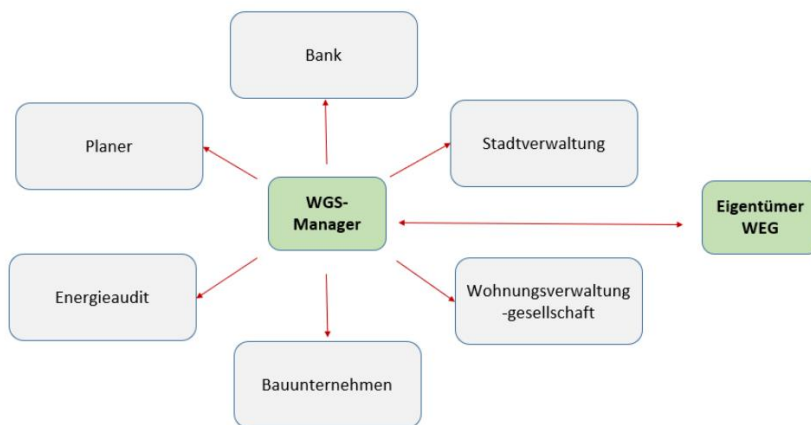 Bank
Planer
Stadtverwaltung
WGS-
Manager
Eigentümer
WEG
Energieaudit
Wohnungsverwaltung
-gesellschaft
Bauunternehmen